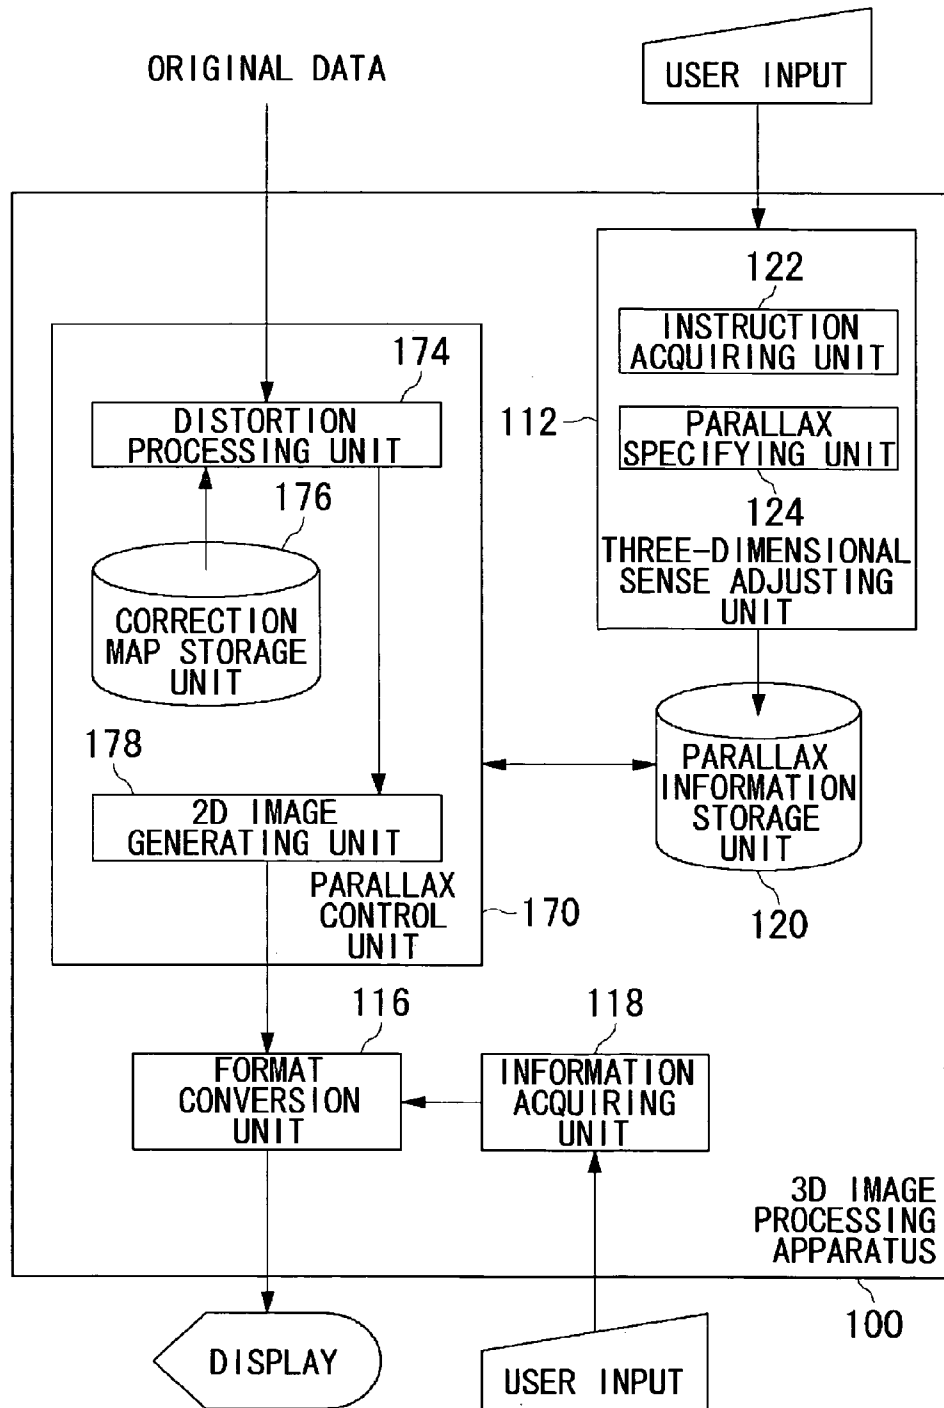 ORIGINAL DATA
USER INPUT
122
INSTRUCTION
ACQUIRING UNIT
112
PARALLAX
SPECIFYING UNIT
124
THREE-DIMENSIONAL
SENSE ADJUSTING
UNIT
174
DISTORTION
PROCESSING UNIT
176
CORRECTION
MAP STORAGE
UNIT
178
2D IMAGE
GENERATING UNIT
PARALLAX
CONTROL
UNIT
170
PARALLAX
INFORMATION
STORAGE
UNIT
120
116
FORMAT
CONVERSION
UNIT
118
INFORMATION
ACQUIRING
UNIT
3D IMAGE
PROCESSING
APPARATUS
100
DISPLAY
USER INPUT